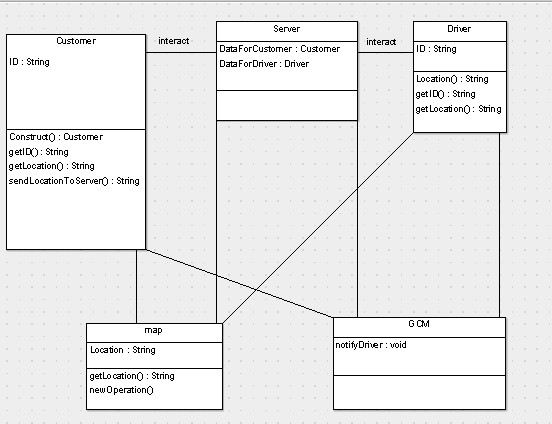 Customer
ID : String
Construct() : Customer
getID() : String
getLocation() : String
sendLocationToServer() : String
interact
Server
DataForCustomer : Customer
DataForDriver : Driver
interact
Driver
ID : String
Location() : String
getID() : String
getLocation() : String
map
Location : String
getLocation() : String
newOperation()
GCM
notifyDriver : void